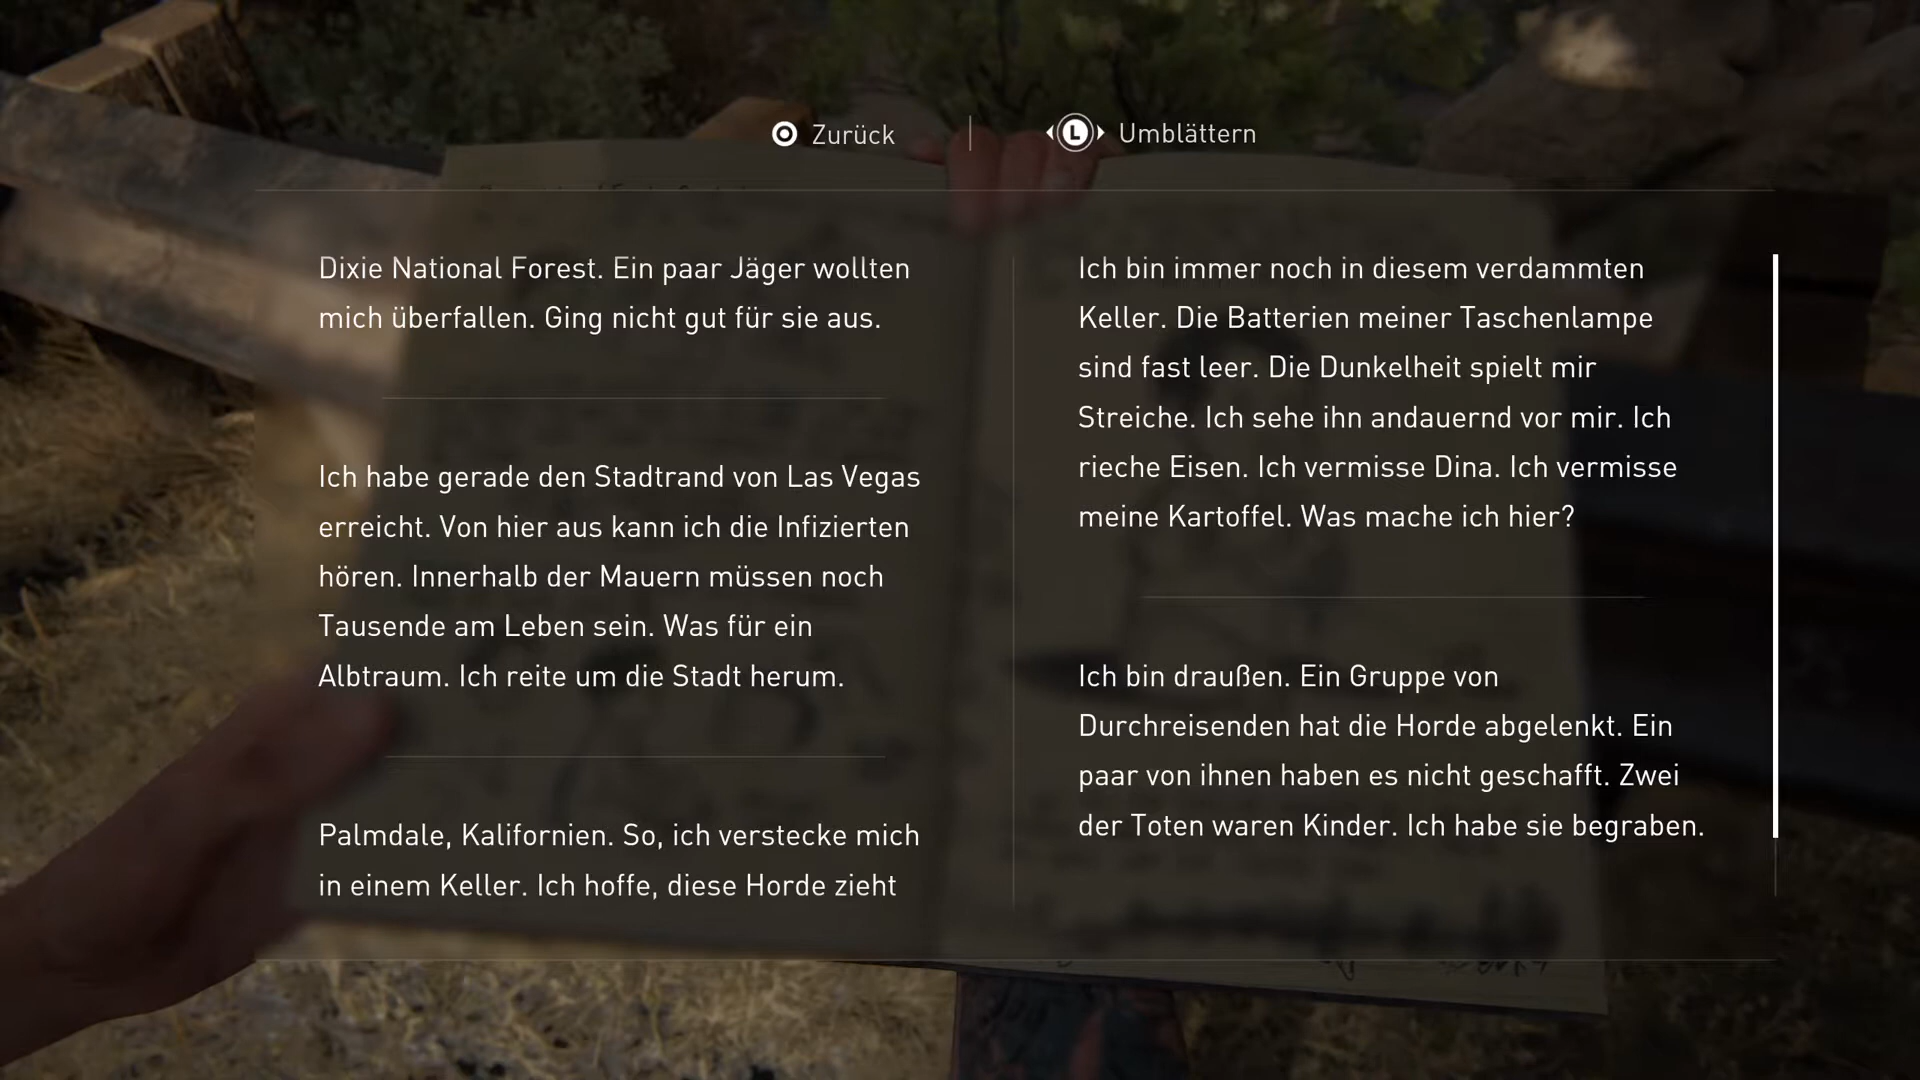 Zurück
L Umblättern
Dixie National Forest. Ein paar Jäger wollten
mich überfallen. Ging nicht gut für sie aus.
Ich habe gerade den Stadtrand von Las Vegas
erreicht. Von hier aus kann ich die Infizierten
hören. Innerhalb der Mauern müssen noch
Tausende am Leben sein. Was für ein
Albtraum. Ich reite um die Stadt herum.
Palmdale, Kalifornien. So, ich verstecke mich
in einem Keller. Ich hoffe, diese Horde zieht
Ich bin immer noch in diesem verdammten
Keller. Die Batterien meiner Taschenlampe
sind fast leer. Die Dunkelheit spielt mir
Streiche. Ich sehe ihn andauernd vor mir. Ich
rieche Eisen. Ich vermisse Dina. Ich vermisse
meine Kartoffel. Was mache ich hier?
Ich bin draußen. Ein Gruppe von
Durchreisenden hat die Horde abgelenkt. Ein
paar von ihnen haben es nicht geschafft. Zwei
der Toten waren Kinder. Ich habe sie begraben.